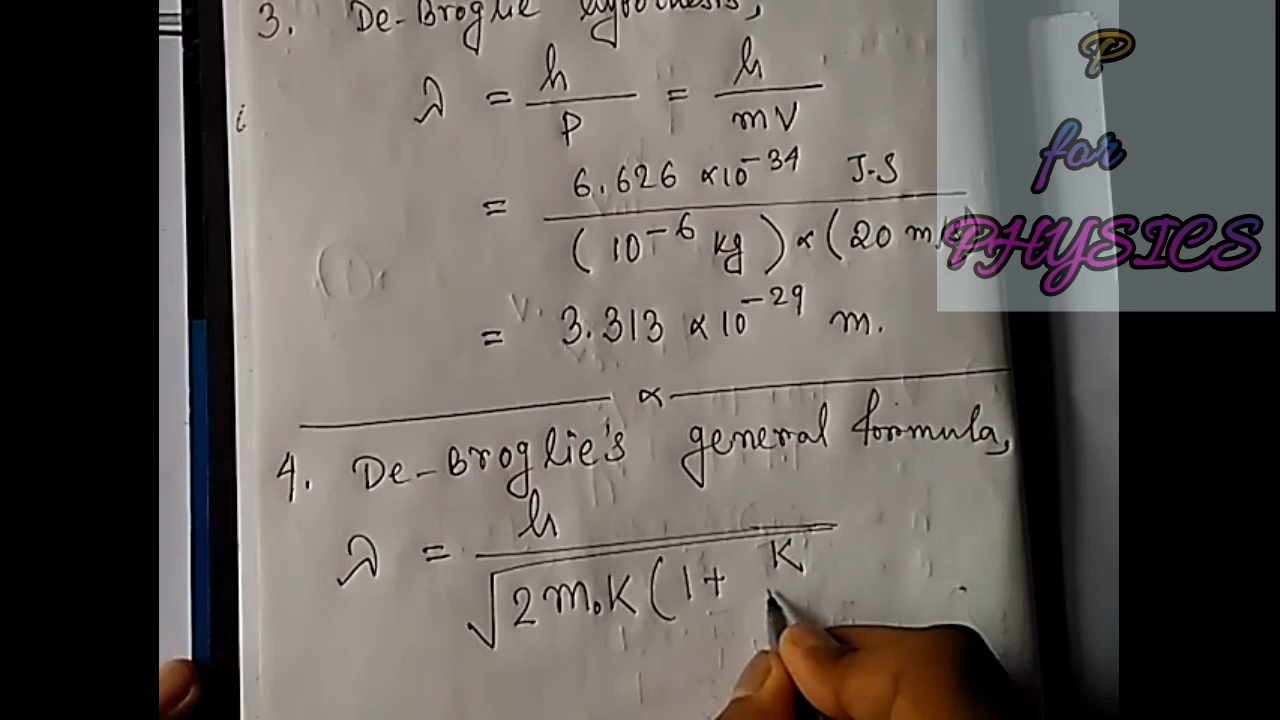 3. De-Broglie hypothesis,
λ = h/P = h/mV
= 6.626 × 10⁻³⁴ J-S / (10⁻⁶ kg) × (20 m/s)
= 3.313 × 10⁻²⁹ m.
×
4. De-Broglie's general formula,
λ = h / √2m₀K(1+ K
P
for
PHYSICS